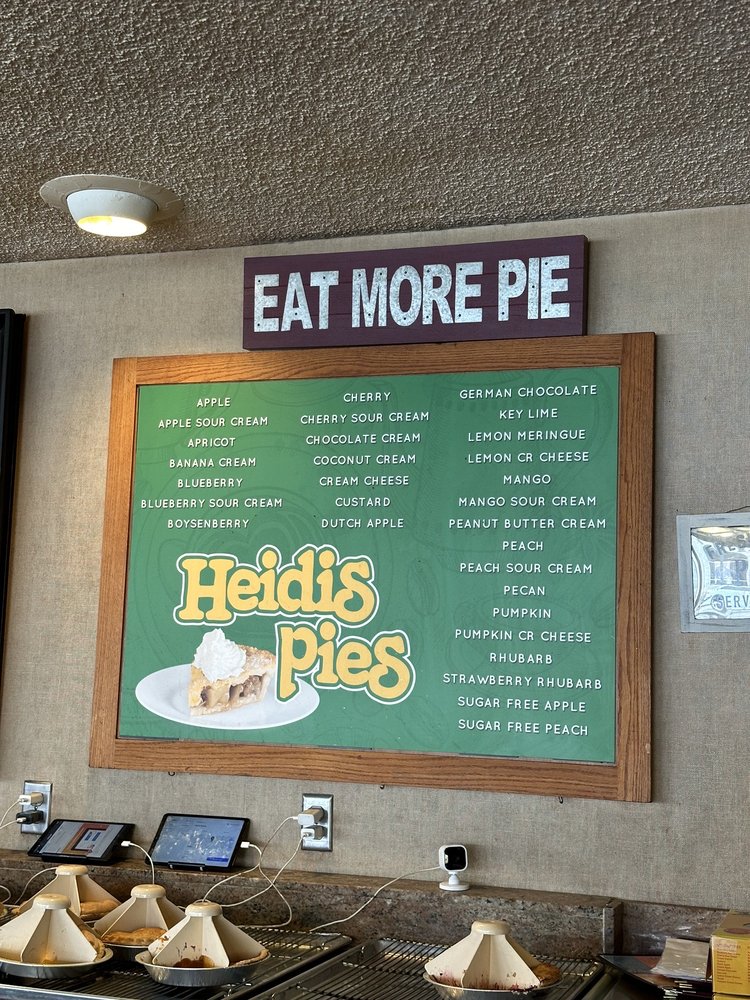 EAT MORE PIE
APPLE
APPLE SOUR CREAM
APRICOT
BANANA CREAM
BLUEBERRY
BLUEBERRY SOUR CREAM
BOYSENBERRY
CHERRY
CHERRY SOUR CREAM
CHOCOLATE CREAM
COCONUT CREAM
CREAM CHEESE
CUSTARD
DUTCH APPLE
GERMAN CHOCOLATE
KEY LIME
LEMON MERINGUE
LEMON CR CHEESE
MANGO
MANGO SOUR CREAM
PEANUT BUTTER CREAM
PEACH
PEACH SOUR CREAM
PECAN
PUMPKIN
PUMPKIN CR CHEESE
RHUBARB
STRAWBERRY RHUBARB
SUGAR FREE APPLE
SUGAR FREE PEACH
Heidis
pies